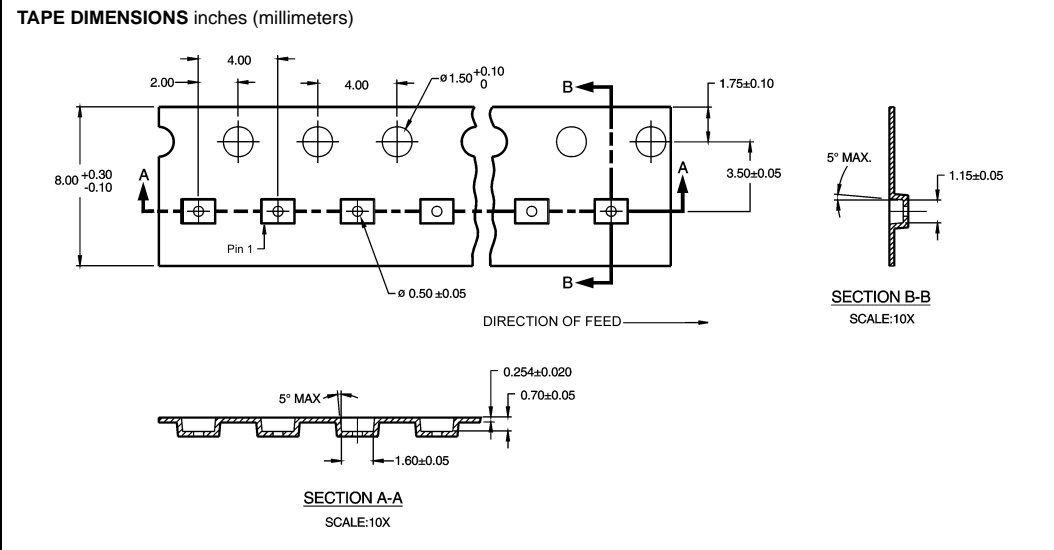 TAPE DIMENSIONS inches (millimeters)
4.00
2.00
4.00
ø1.50 +0.10
0
B
1.75±0.10
8.00 +0.30
-0.10
A
A
3.50±0.05
5° MAX.
1.15±0.05
Pin 1
B
ø 0.50 ±0.05
SECTION B-B
SCALE:10X
DIRECTION OF FEED
0.254±0.020
5° MAX
0.70±0.05
1.60±0.05
SECTION A-A
SCALE:10X